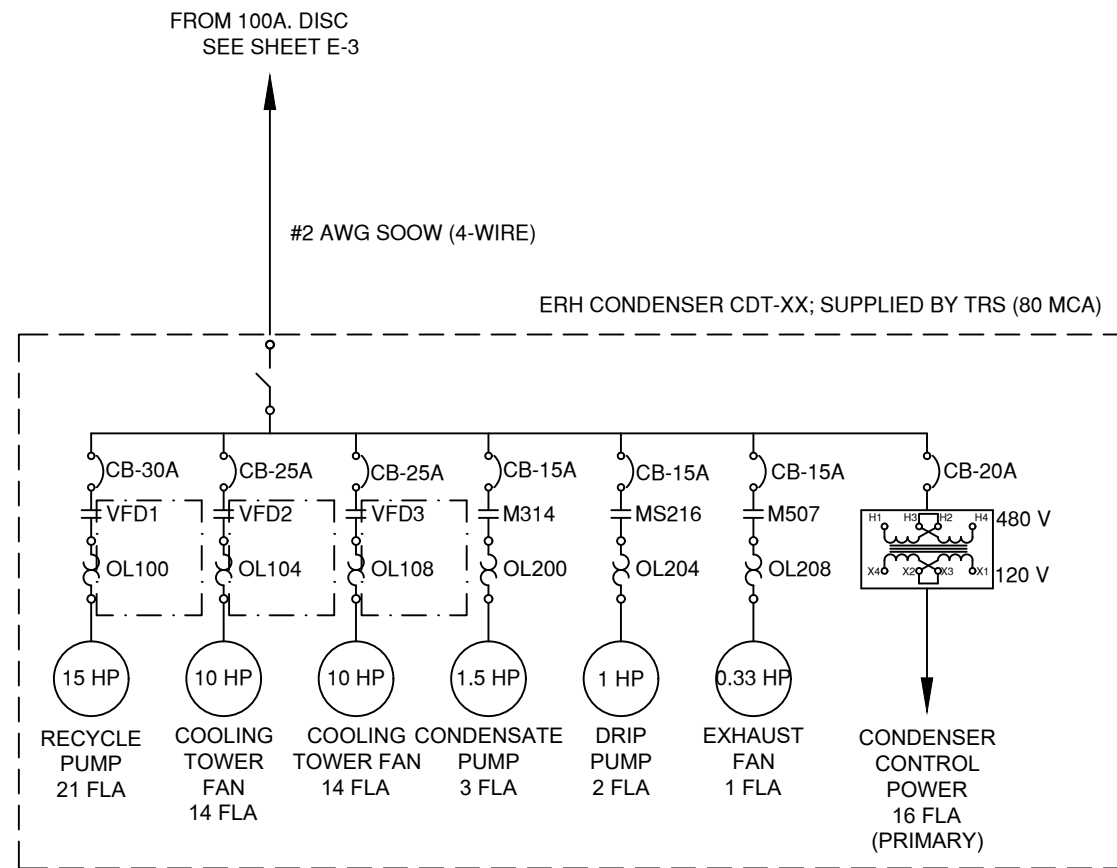 FROM 100A. DISC
SEE SHEET E-3
#2 AWG SOOW (4-WIRE)
ERH CONDENSER CDT-XX; SUPPLIED BY TRS (80 MCA)
CB-30A
CB-25A
CB-25A
CB-15A
CB-15A
CB-15A
CB-20A
VFD1
VFD2
VFD3
M314
MS216
M507
H1 H3 H2 H4
480 V
OL100
OL104
OL108
OL200
OL204
OL208
X4 X2 X3 X1
120 V
15 HP
10 HP
10 HP
1.5 HP
1 HP
0.33 HP
RECYCLE
PUMP
21 FLA
COOLING
TOWER
FAN
14 FLA
COOLING
TOWER FAN
14 FLA
CONDENSATE
PUMP
3 FLA
DRIP
PUMP
2 FLA
EXHAUST
FAN
1 FLA
CONDENSER
CONTROL
POWER
16 FLA
(PRIMARY)